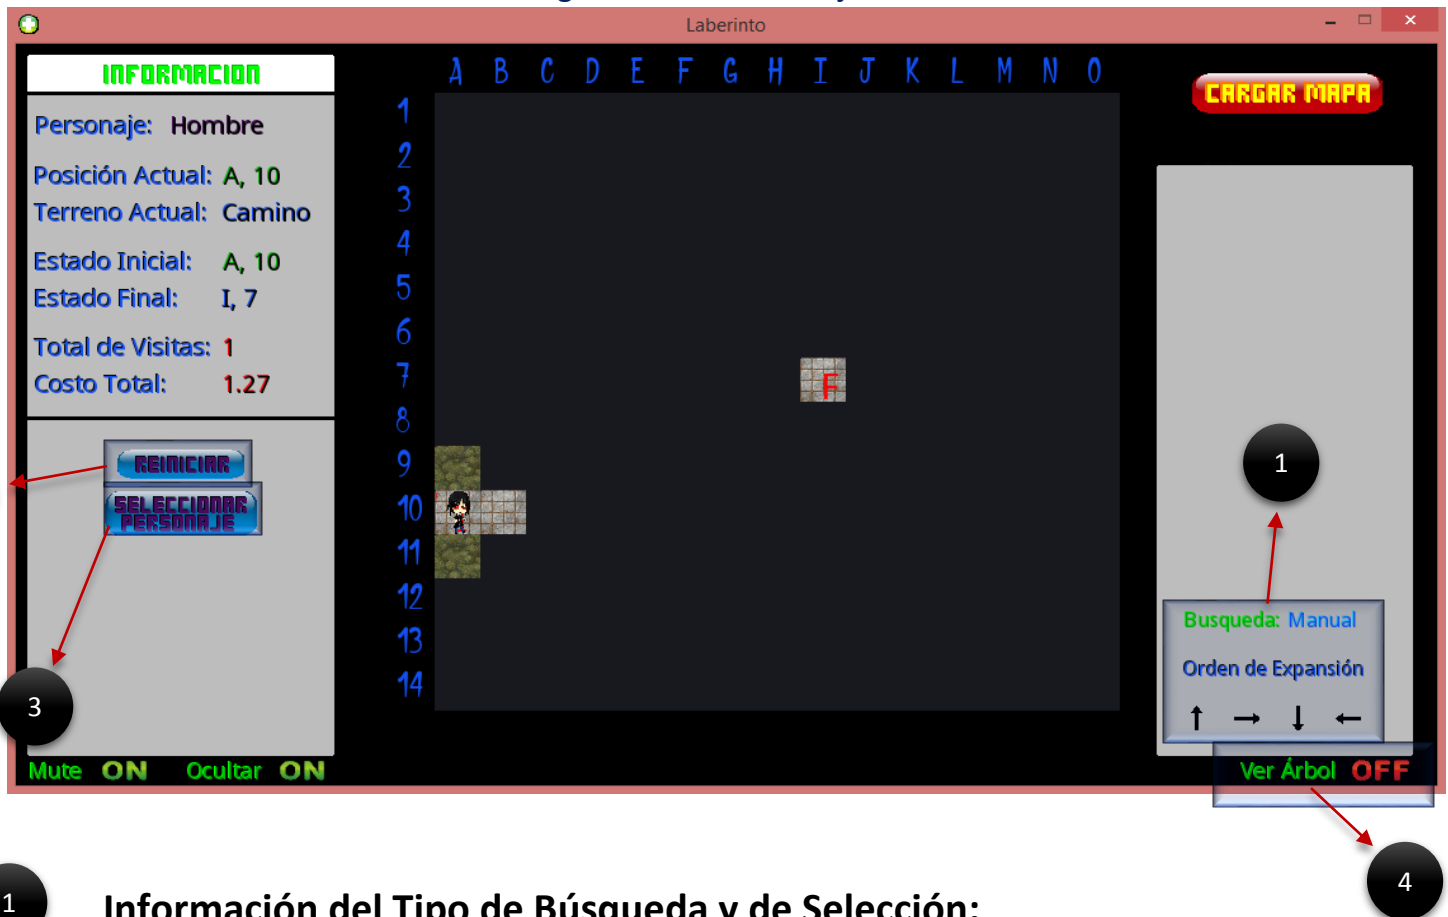 Laberinto
INFORMACION
Personaje: Hombre
Posición Actual: A, 10
Terreno Actual: Camino
Estado Inicial: A, 10
Estado Final: I, 7
Total de Visitas: 1
Costo Total: 1.27
REINICIAR
SELECCIONAR
PERSONAJE
3
Mute ON Ocultar ON
A B C D E F G H I J K L M N O
1
2
3
4
5
6
7
F
8
9
10
11
12
13
14
CARGAR MAPA
1
Busqueda: Manual
Orden de Expansión
↑ → ↓ ←
Ver Árbol OFF
4
1
Información del Tipo de Búsqueda y de Selección: